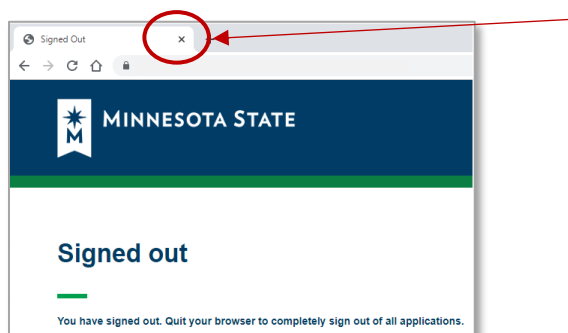 Signed Out
MINNESOTA STATE
M
Signed out
You have signed out. Quit your browser to completely sign out of all applications.